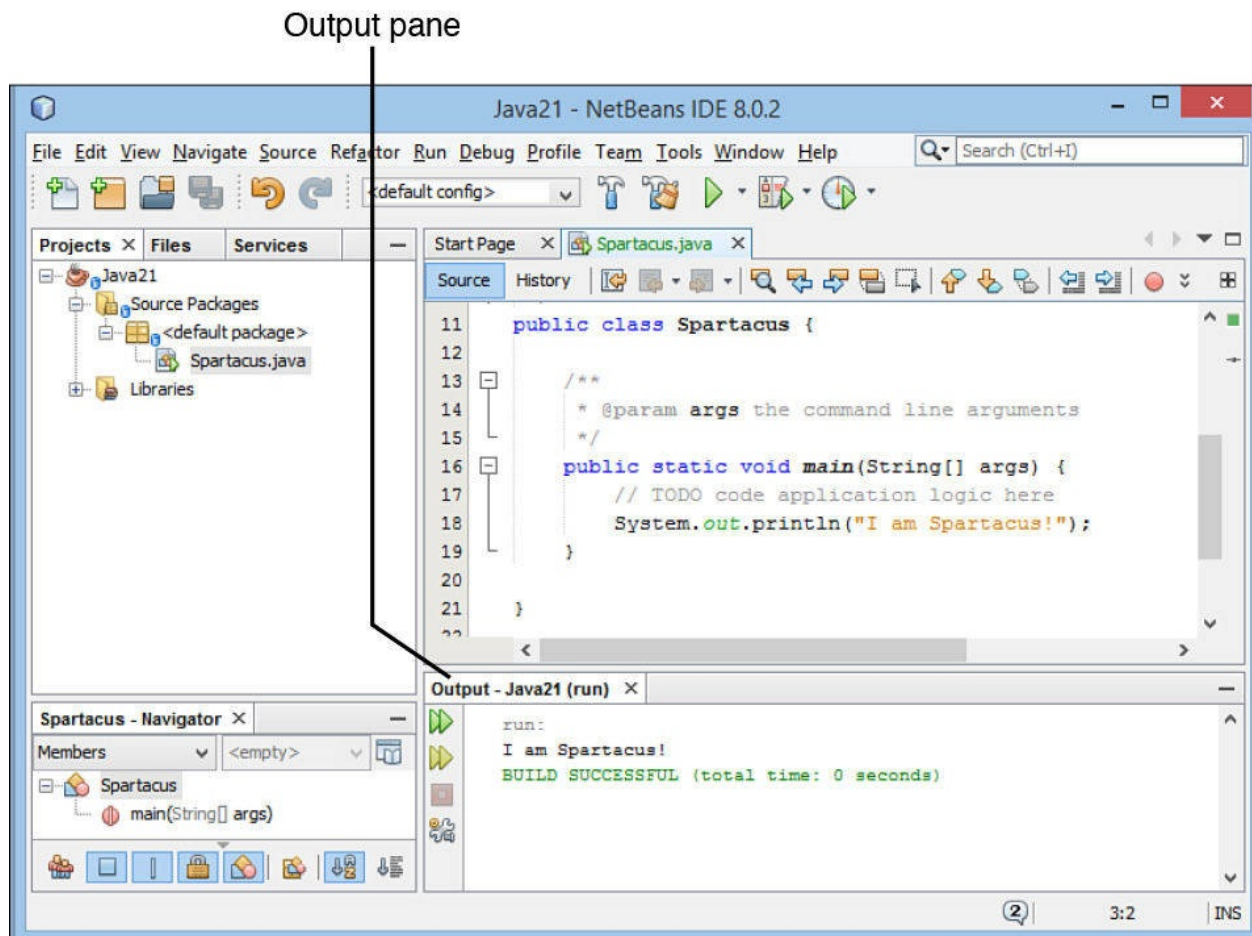 Output pane
Java21 - NetBeans IDE 8.0.2
File Edit View Navigate Source Refactor Run Debug Profile Team Tools Window Help
Search (Ctrl+I)
<default config>
Projects Files Services
Java21
Source Packages
<default package>
Spartacus.java
Libraries
Start Page Spartacus.java
Source History
11 public class Spartacus {
12
13 /**
14 * @param args the command line arguments
15 */
16 public static void main(String[] args) {
17 // TODO code application logic here
18 System.out.println("I am Spartacus!");
19 }
20
21 }
22
Spartacus - Navigator
Members <empty>
Spartacus
main(String[] args)
Output - Java21 (run)
run:
I am Spartacus!
BUILD SUCCESSFUL (total time: 0 seconds)
2 3:2 INS